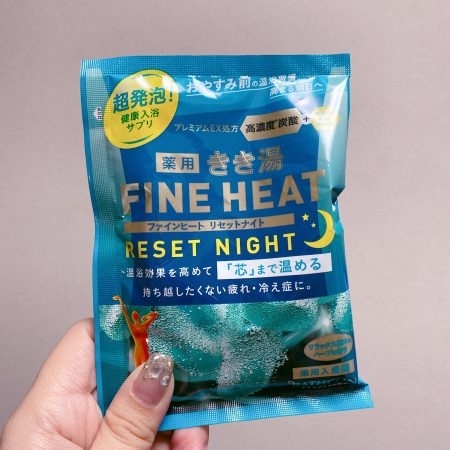 超発泡!
健康入浴
サプリ
おやすみ前の温浴習慣
プレミアムEX処方
高濃度炭酸 +
薬用 きき湯
FINE HEAT
ファインヒート リセットナイト
RESET NIGHT
温浴効果を高めて 「芯」まで温める
持ち越したくない疲れ・冷え症に。
薬用入浴剤